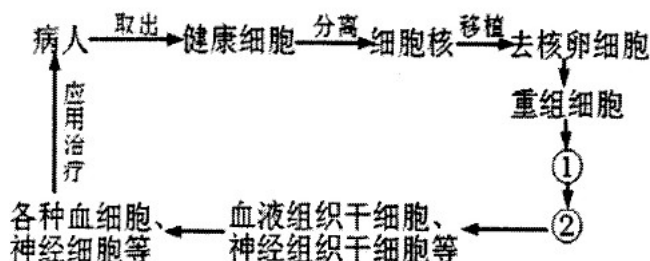 病人 取出 健康细胞 分离 细胞核 移植 去核卵细胞
重组细胞
应用治疗
①
各种血细胞、 血液组织干细胞、 ②
神经细胞等 神经组织干细胞等